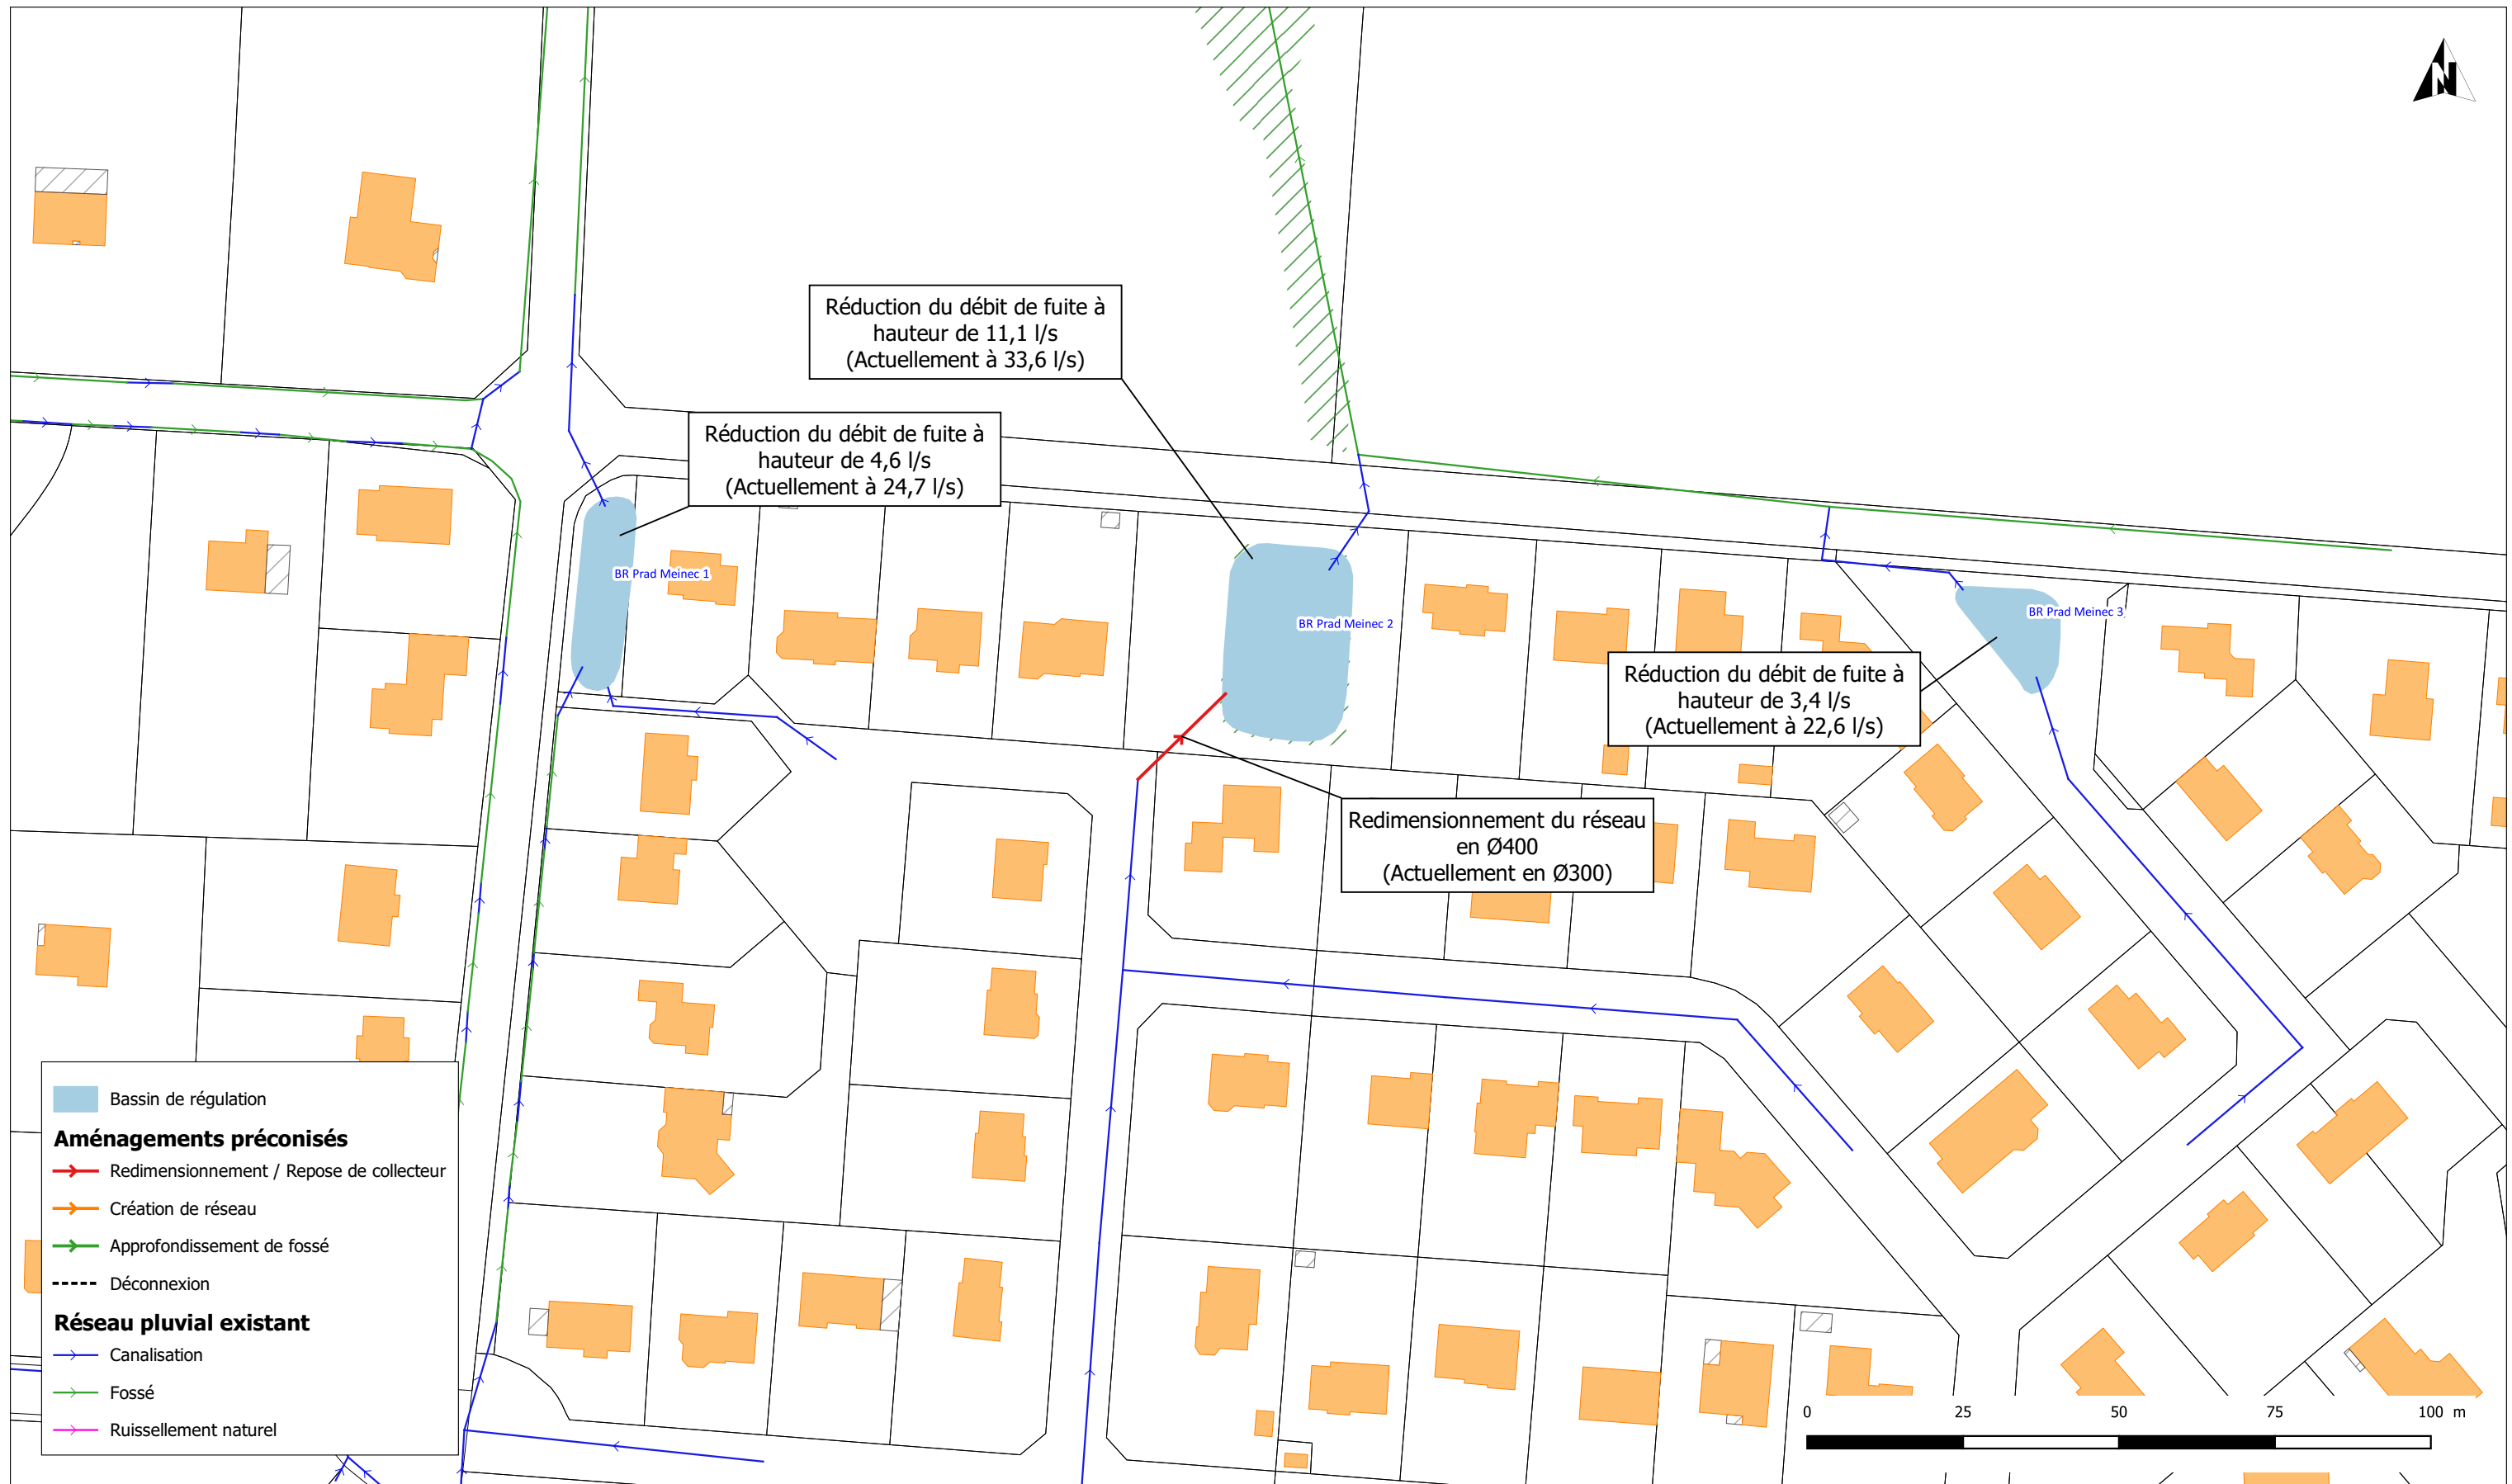 N
Réduction du débit de fuite à
hauteur de 11,1 l/s
(Actuellement à 33,6 l/s)
Réduction du débit de fuite à
hauteur de 4,6 l/s
(Actuellement à 24,7 l/s)
BR Prad Meinec 1
BR Prad Meinec 2
BR Prad Meinec 3
Réduction du débit de fuite à
hauteur de 3,4 l/s
(Actuellement à 22,6 l/s)
Redimensionnement du réseau
en Ø400
(Actuellement en Ø300)
Bassin de régulation
Aménagements préconisés
Redimensionnement / Repose de collecteur
Création de réseau
Approfondissement de fossé
Déconnexion
Réseau pluvial existant
Canalisation
Fossé
Ruissellement naturel
0 25 50 75 100 m